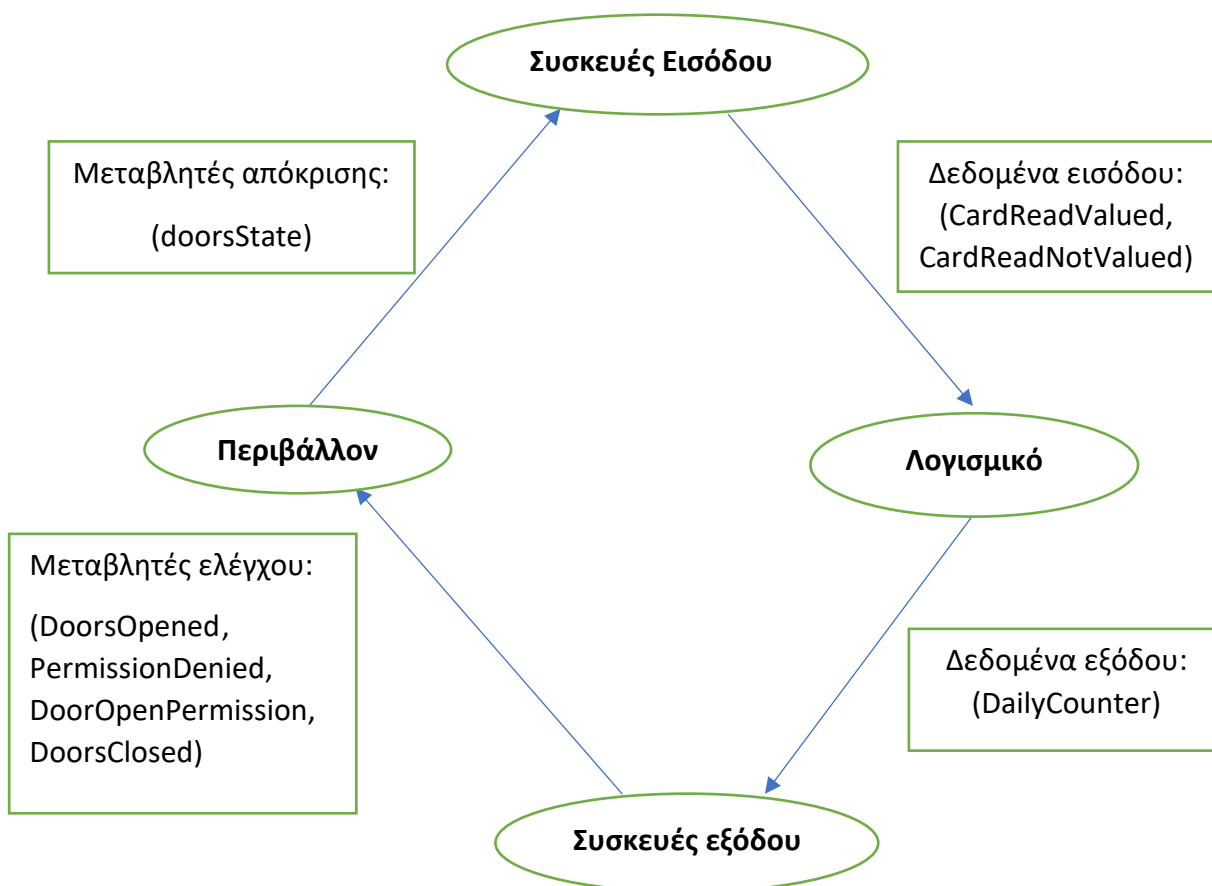 Συσκευές Εισόδου
Μεταβλητές απόκρισης:
(doorsState)
Δεδομένα εισόδου:
(CardReadValued,
CardReadNotValued)
Περιβάλλον
Λογισμικό
Μεταβλητές ελέγχου:
(DoorsOpened,
PermissionDenied,
DoorOpenPermission,
DoorsClosed)
Δεδομένα εξόδου:
(DailyCounter)
Συσκευές εξόδου